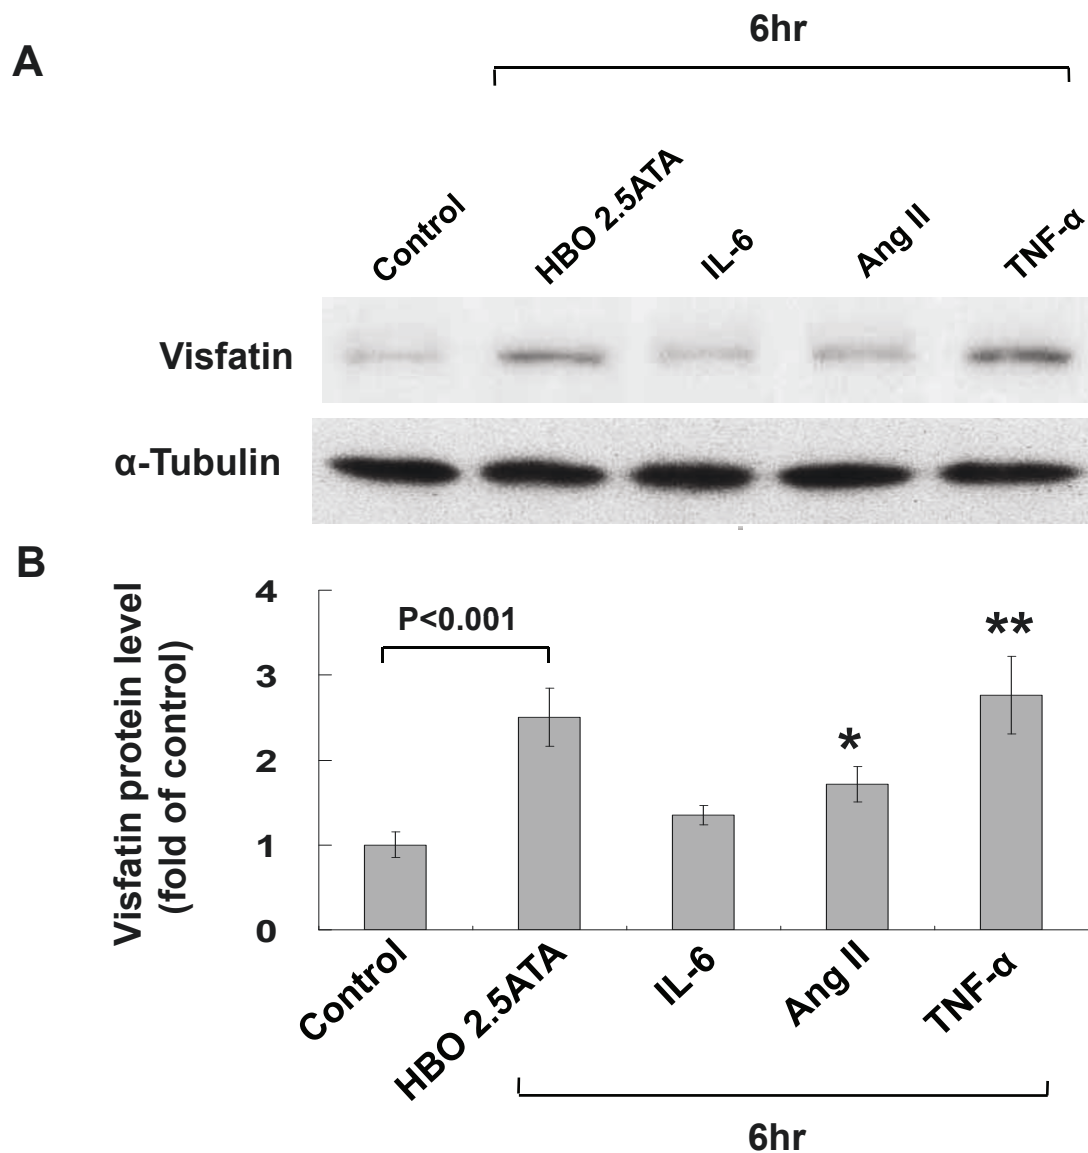 A
6hr
Control
HBO 2.5ATA
IL-6
Ang II
TNF-α
Visfatin
α-Tubulin
B
Visfatin protein level
(fold of control)
4
3
2
1
0
P<0.001
*
**
Control
HBO 2.5ATA
IL-6
Ang II
TNF-α
6hr